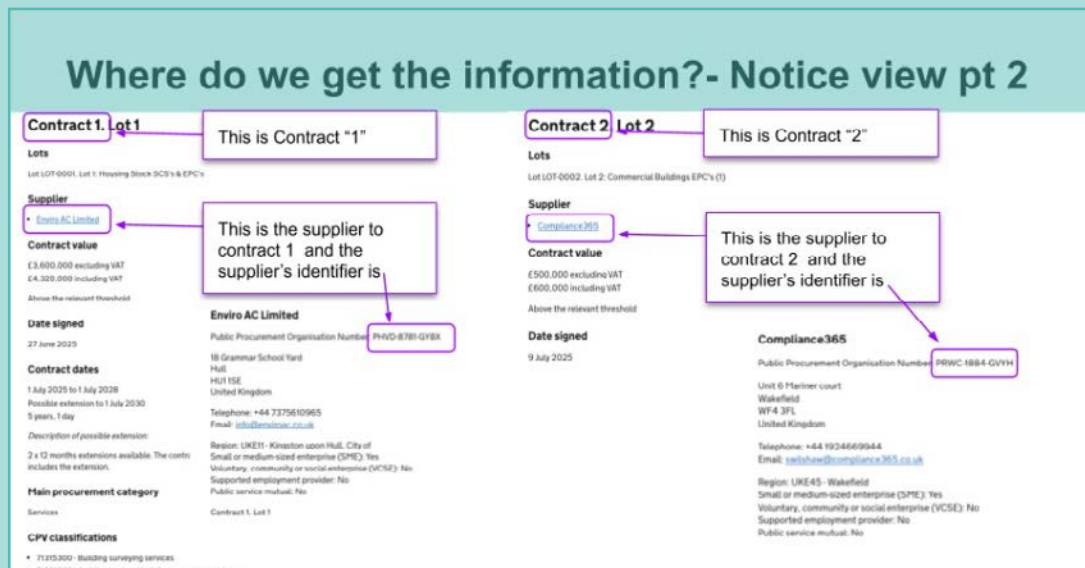 Where do we get the information?- Notice view pt 2
Contract 1. Lot 1
This is Contract “1”
Lots
Lot LOT-0001. Lot 1: Housing Stock SCS's & EPC's
Supplier
• Enviro AC Limited
This is the supplier to
contract 1 and the
supplier’s identifier is
Contract value
£3,600,000 excluding VAT
£4,320,000 including VAT
Above the relevant threshold
Date signed
27 June 2025
Contract dates
1 July 2025 to 1 July 2028
Possible extension to 1 July 2030
5 years, 1 day
Description of possible extension:
2 x 12 months extensions available. The contr
includes the extension.
Main procurement category
Services
CPV classifications
• 71315300 - Building surveying services
Enviro AC Limited
Public Procurement Organisation Number: PHVD-8781-GYBX
18 Grammar School Yard
Hull
HU1 1SE
United Kingdom
Telephone: +44 7375610965
Email: info@enviroac.co.uk
Region: UKE11 - Kingston upon Hull, City of
Small or medium-sized enterprise (SME): Yes
Voluntary, community or social enterprise (VCSE): No
Supported employment provider: No
Public service mutual: No
Contract 1. Lot 1
Contract 2. Lot 2
This is Contract “2”
Lots
Lot LOT-0002. Lot 2: Commercial Buildings EPC's (1)
Supplier
• Compliance365
This is the supplier to
contract 2 and the
supplier’s identifier is
Contract value
£500,000 excluding VAT
£600,000 including VAT
Above the relevant threshold
Date signed
9 July 2025
Compliance365
Public Procurement Organisation Number: PRWC-1884-GVYH
Unit 6 Mariner court
Wakefield
WF4 3FL
United Kingdom
Telephone: +44 1924669944
Email: swilshaw@compliance365.co.uk
Region: UKE45 - Wakefield
Small or medium-sized enterprise (SME): Yes
Voluntary, community or social enterprise (VCSE): No
Supported employment provider: No
Public service mutual: No